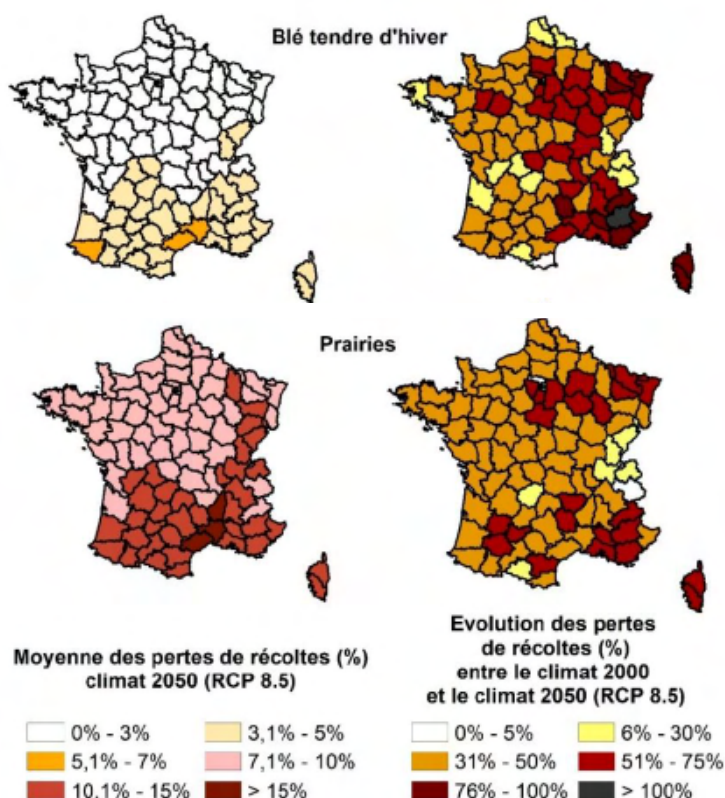 Blé tendre d'hiver
Prairies
Moyenne des pertes de récoltes (%)
climat 2050 (RCP 8.5)
0% - 3%
3,1% - 5%
5,1% - 7%
7,1% - 10%
10,1% - 15%
> 15%
Evolution des pertes
de récoltes (%)
entre le climat 2000
et le climat 2050 (RCP 8.5)
0% - 5%
6% - 30%
31% - 50%
51% - 75%
76% - 100%
> 100%